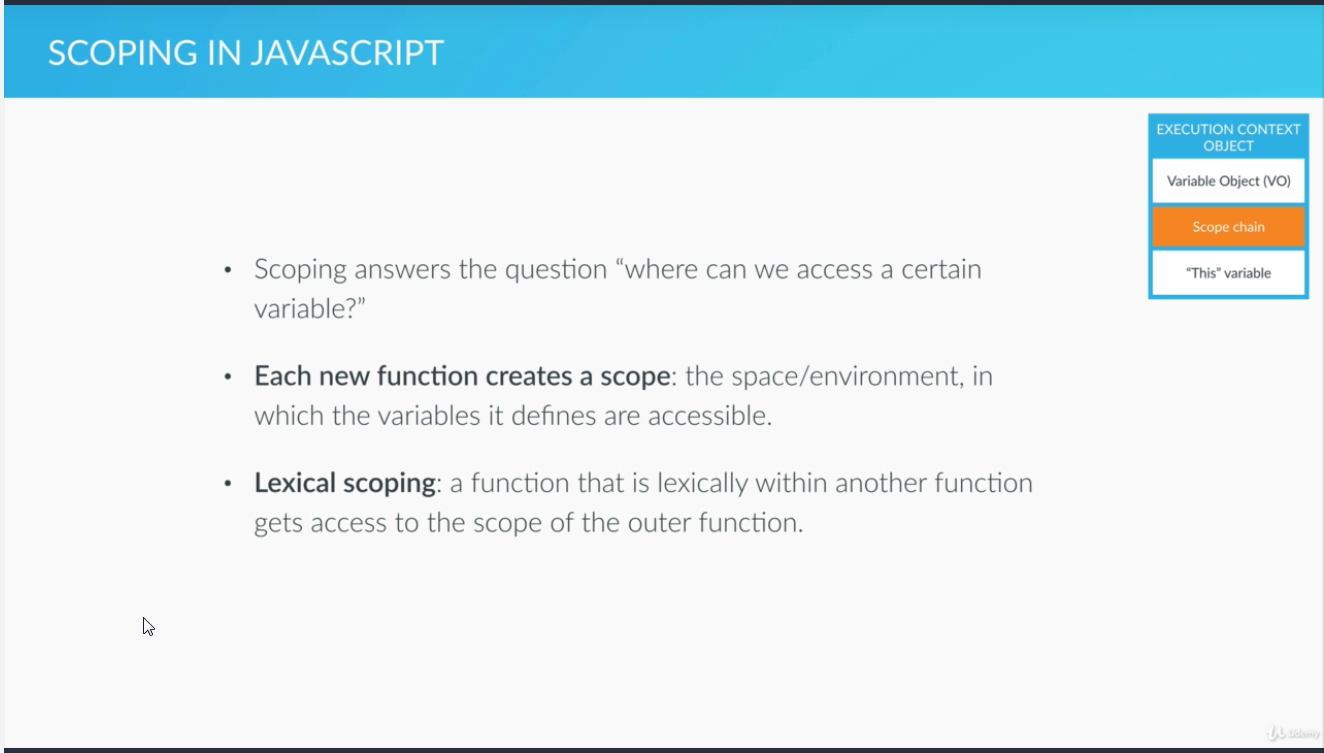 SCOPING IN JAVASCRIPT
EXECUTION CONTEXT
OBJECT
Variable Object (VO)
Scope chain
“This” variable
• Scoping answers the question “where can we access a certain
variable?”
• Each new function creates a scope: the space/environment, in
which the variables it defines are accessible.
• Lexical scoping: a function that is lexically within another function
gets access to the scope of the outer function.
Udemy